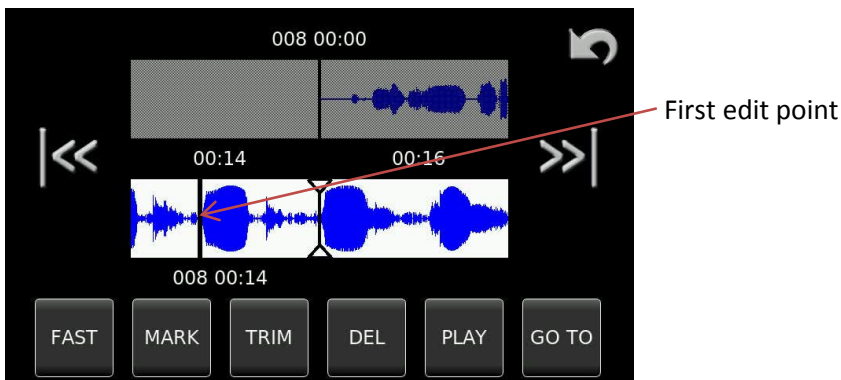 008 00:00
First edit point
00:14 00:16
008 00:14
FAST MARK TRIM DEL PLAY GO TO